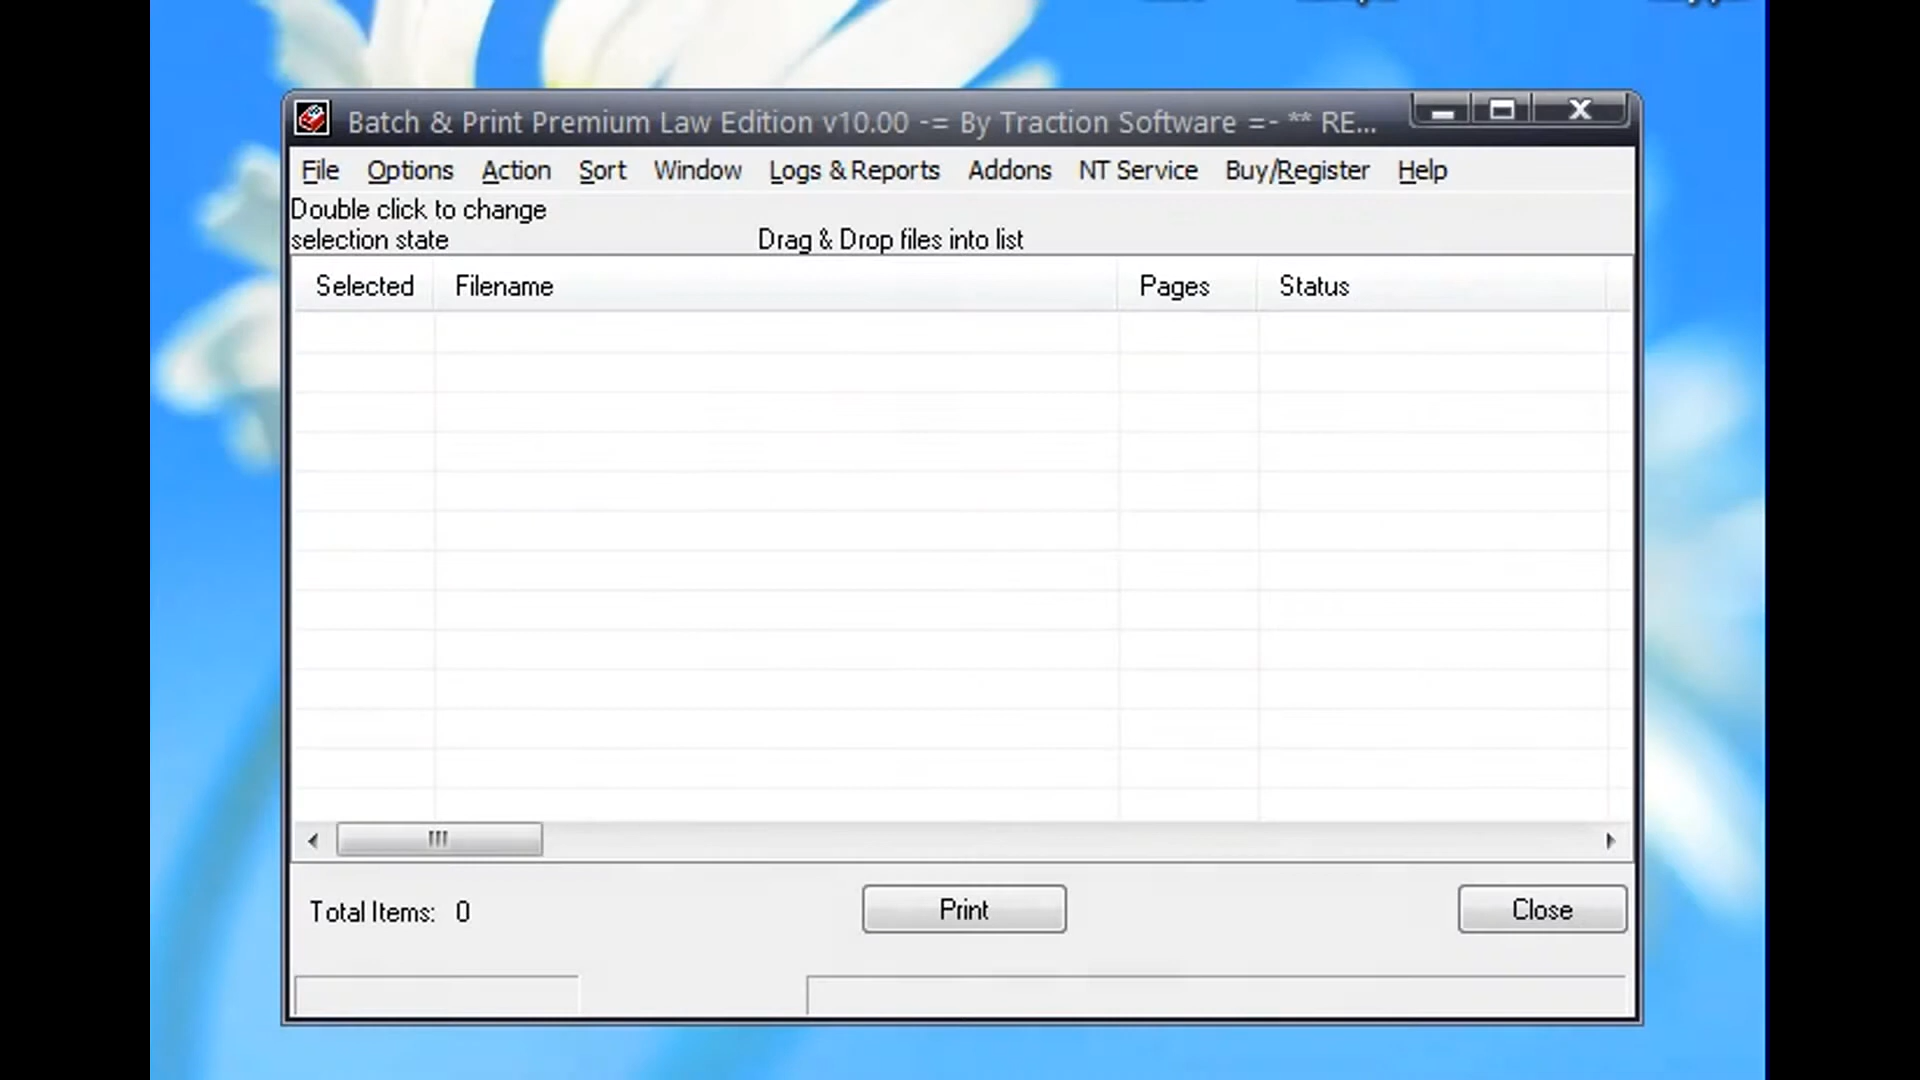 Batch & Print Premium Law Edition v10.00 -= By Traction Software =- ** RE...
File Options Action Sort Window Logs & Reports Addons NT Service Buy/Register Help
Double click to change
selection state
Drag & Drop files into list
Selected Filename Pages Status
Total Items: 0
Print
Close